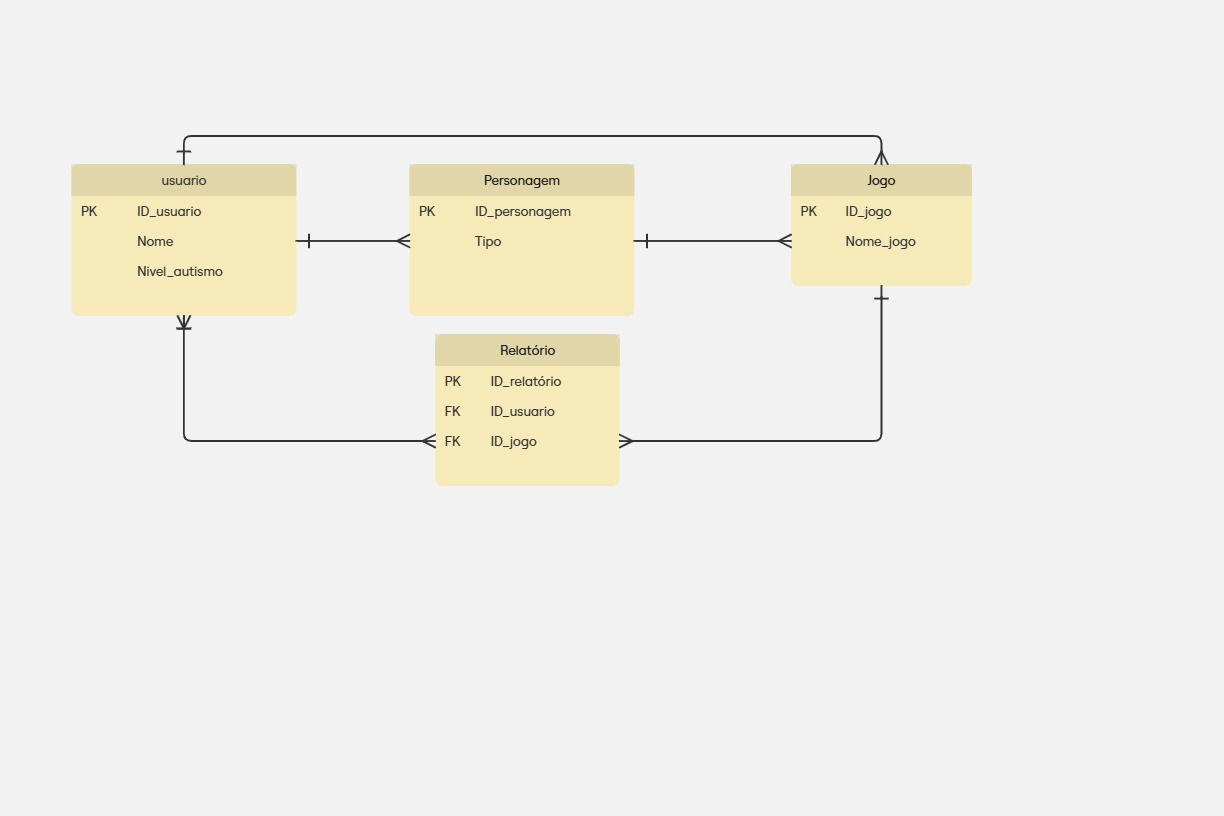 usuario
PK ID_usuario
Nome
Nivel_autismo
Personagem
PK ID_personagem
Tipo
Jogo
PK ID_jogo
Nome_jogo
Relatório
PK ID_relatório
FK ID_usuario
FK ID_jogo